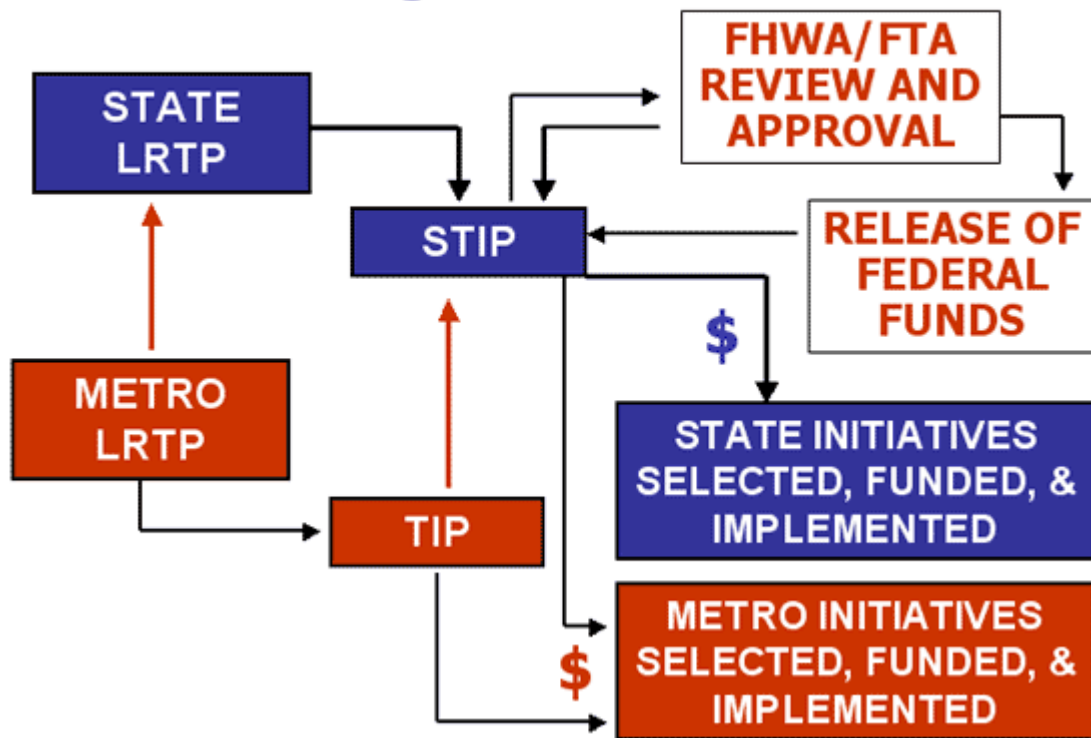 FHWA/FTA
REVIEW AND
APPROVAL
STATE
LRTP
STIP
RELEASE OF
FEDERAL
FUNDS
$
METRO
LRTP
STATE INITIATIVES
SELECTED, FUNDED, &
IMPLEMENTED
TIP
METRO INITIATIVES
SELECTED, FUNDED, &
IMPLEMENTED
$